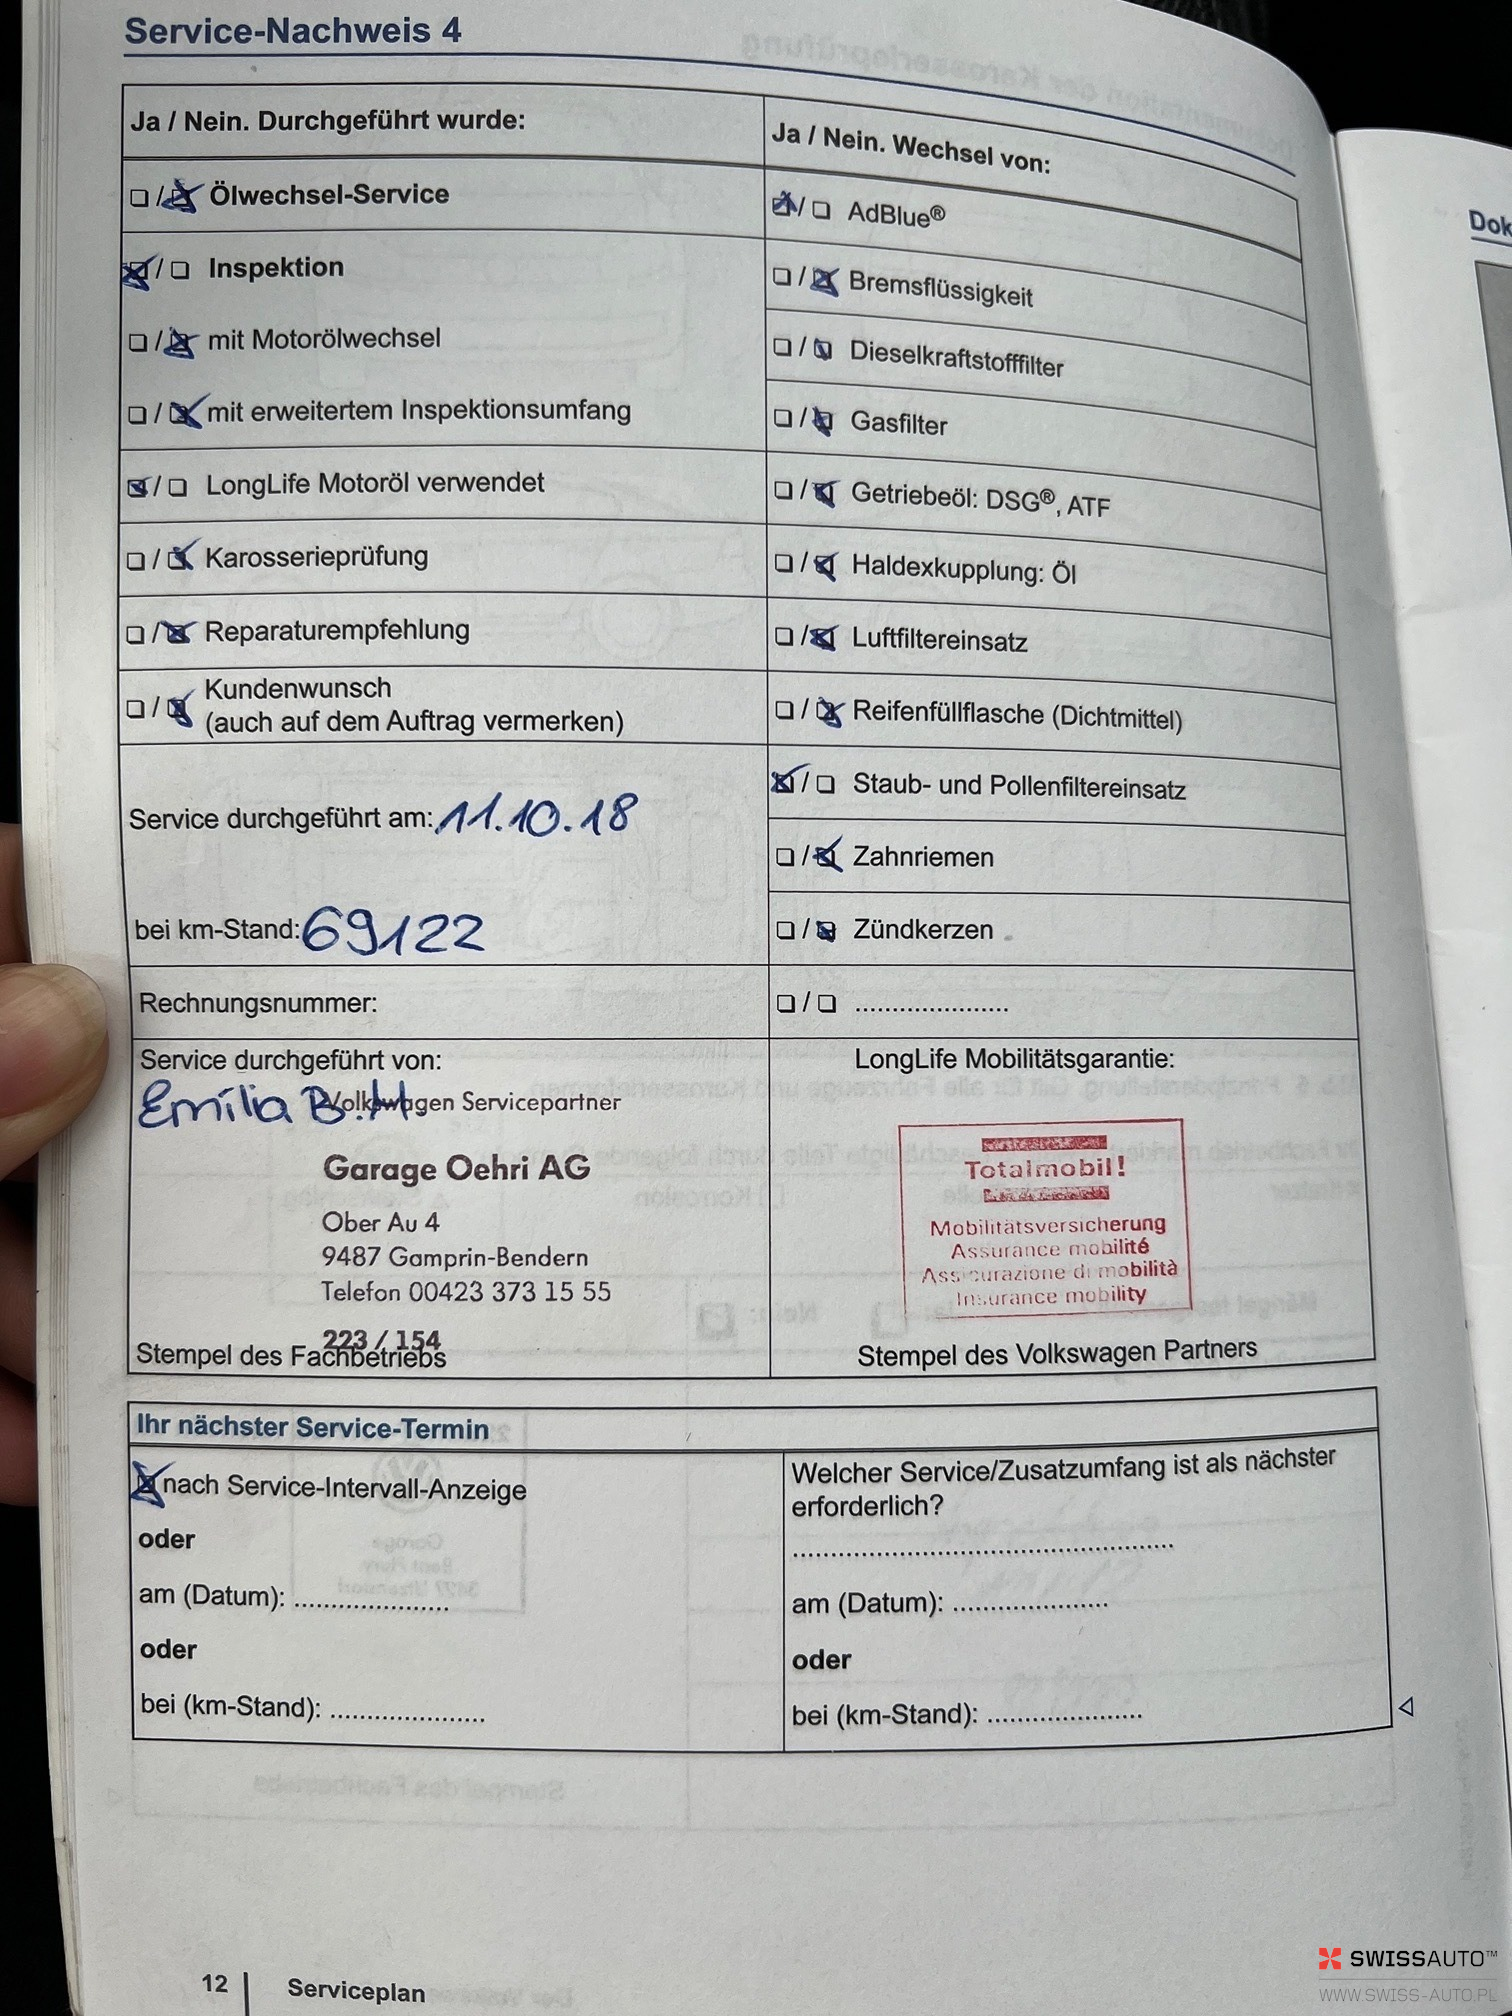 Service-Nachweis 4
Ja / Nein. Durchgeführt wurde:
☐ / ☒ Ölwechsel-Service
☒ / ☐ Inspektion
☐ / ☒ mit Motorölwechsel
☐ / ☒ mit erweitertem Inspektionsumfang
☒ / ☐ LongLife Motoröl verwendet
☐ / ☒ Karosserieprüfung
☐ / ☒ Reparaturempfehlung
☐ / ☒ Kundenwunsch
(auch auf dem Auftrag vermerken)
Service durchgeführt am: 11.10.18
bei km-Stand: 69122
Rechnungsnummer:
Service durchgeführt von:
Emilia B.M.
Volkswagen Servicepartner
Garage Oehri AG
Ober Au 4
9487 Gamprin-Bendern
Telefon 00423 373 15 55
223 / 154
Stempel des Fachbetriebs
Ja / Nein. Wechsel von:
☒ / ☐ AdBlue®
☐ / ☒ Bremsflüssigkeit
☐ / ☒ Dieselkraftstofffilter
☐ / ☒ Gasfilter
☐ / ☒ Getriebeöl: DSG®, ATF
☐ / ☒ Haldexkupplung: Öl
☐ / ☒ Luftfiltereinsatz
☐ / ☒ Reifenfüllflasche (Dichtmittel)
☒ / ☐ Staub- und Pollenfiltereinsatz
☐ / ☒ Zahnriemen
☐ / ☒ Zündkerzen
☐ / ☐ .....................
LongLife Mobilitätsgarantie:
Totalmobil!
Mobilitätsversicherung
Assurance mobilité
Assicurazione di mobilità
Insurance mobility
Stempel des Volkswagen Partners
Ihr nächster Service-Termin
☒ nach Service-Intervall-Anzeige
oder
am (Datum): .....................
oder
bei (km-Stand): .....................
Welcher Service/Zusatzumfang ist als nächster
erforderlich?
....................................................
am (Datum): .....................
oder
bei (km-Stand): .....................
12 Serviceplan
Dok
SWISSAUTO™
WWW.SWISS-AUTO.PL